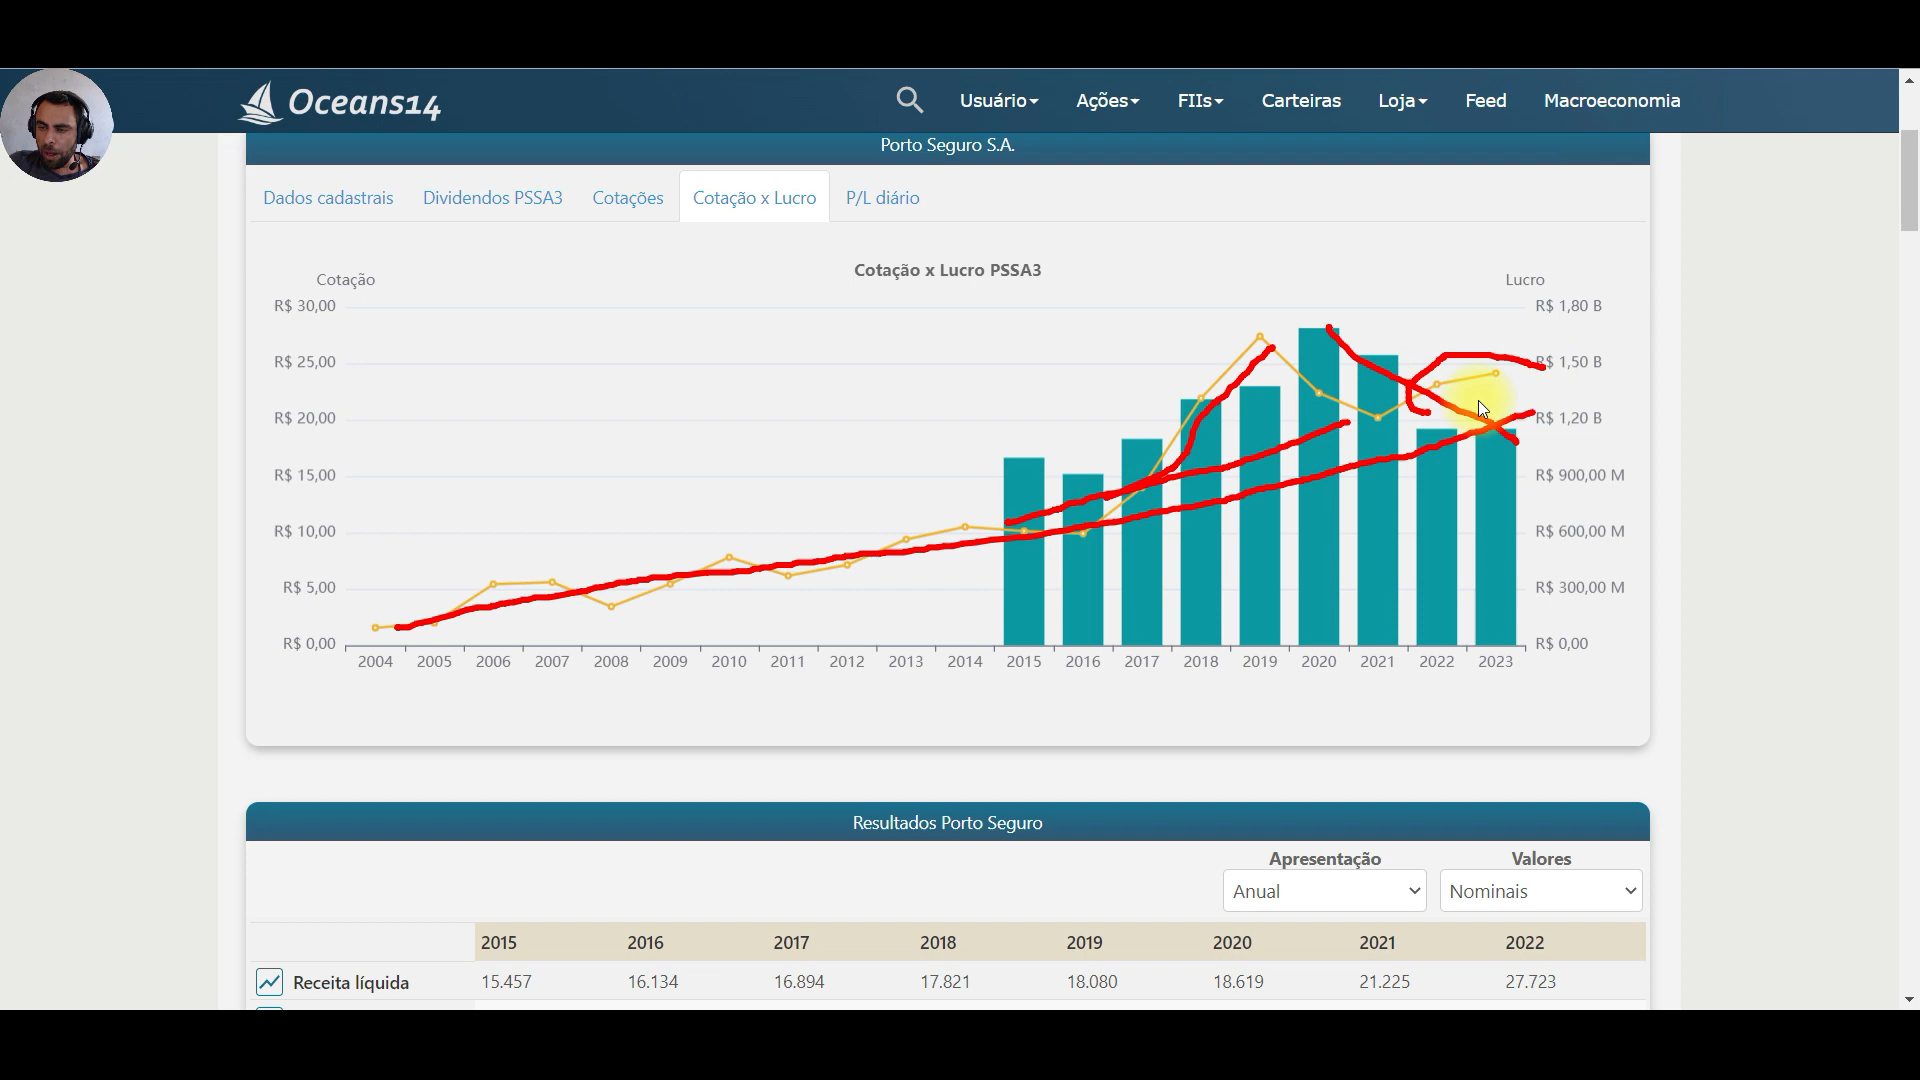 Oceans14
Usuário
Ações
FIIs
Carteiras
Loja
Feed
Macroeconomia
Porto Seguro S.A.
Dados cadastrais
Dividendos PSSA3
Cotações
Cotação x Lucro
P/L diário
Cotação x Lucro PSSA3
Cotação
Lucro
R$ 30,00
R$ 25,00
R$ 20,00
R$ 15,00
R$ 10,00
R$ 5,00
R$ 0,00
R$ 1,80 B
R$ 1,50 B
R$ 1,20 B
R$ 900,00 M
R$ 600,00 M
R$ 300,00 M
R$ 0,00
2004 2005 2006 2007 2008 2009 2010 2011 2012 2013 2014 2015 2016 2017 2018 2019 2020 2021 2022 2023
Resultados Porto Seguro
Apresentação
Anual
Valores
Nominais
2015 2016 2017 2018 2019 2020 2021 2022
Receita líquida 15.457 16.134 16.894 17.821 18.080 18.619 21.225 27.723